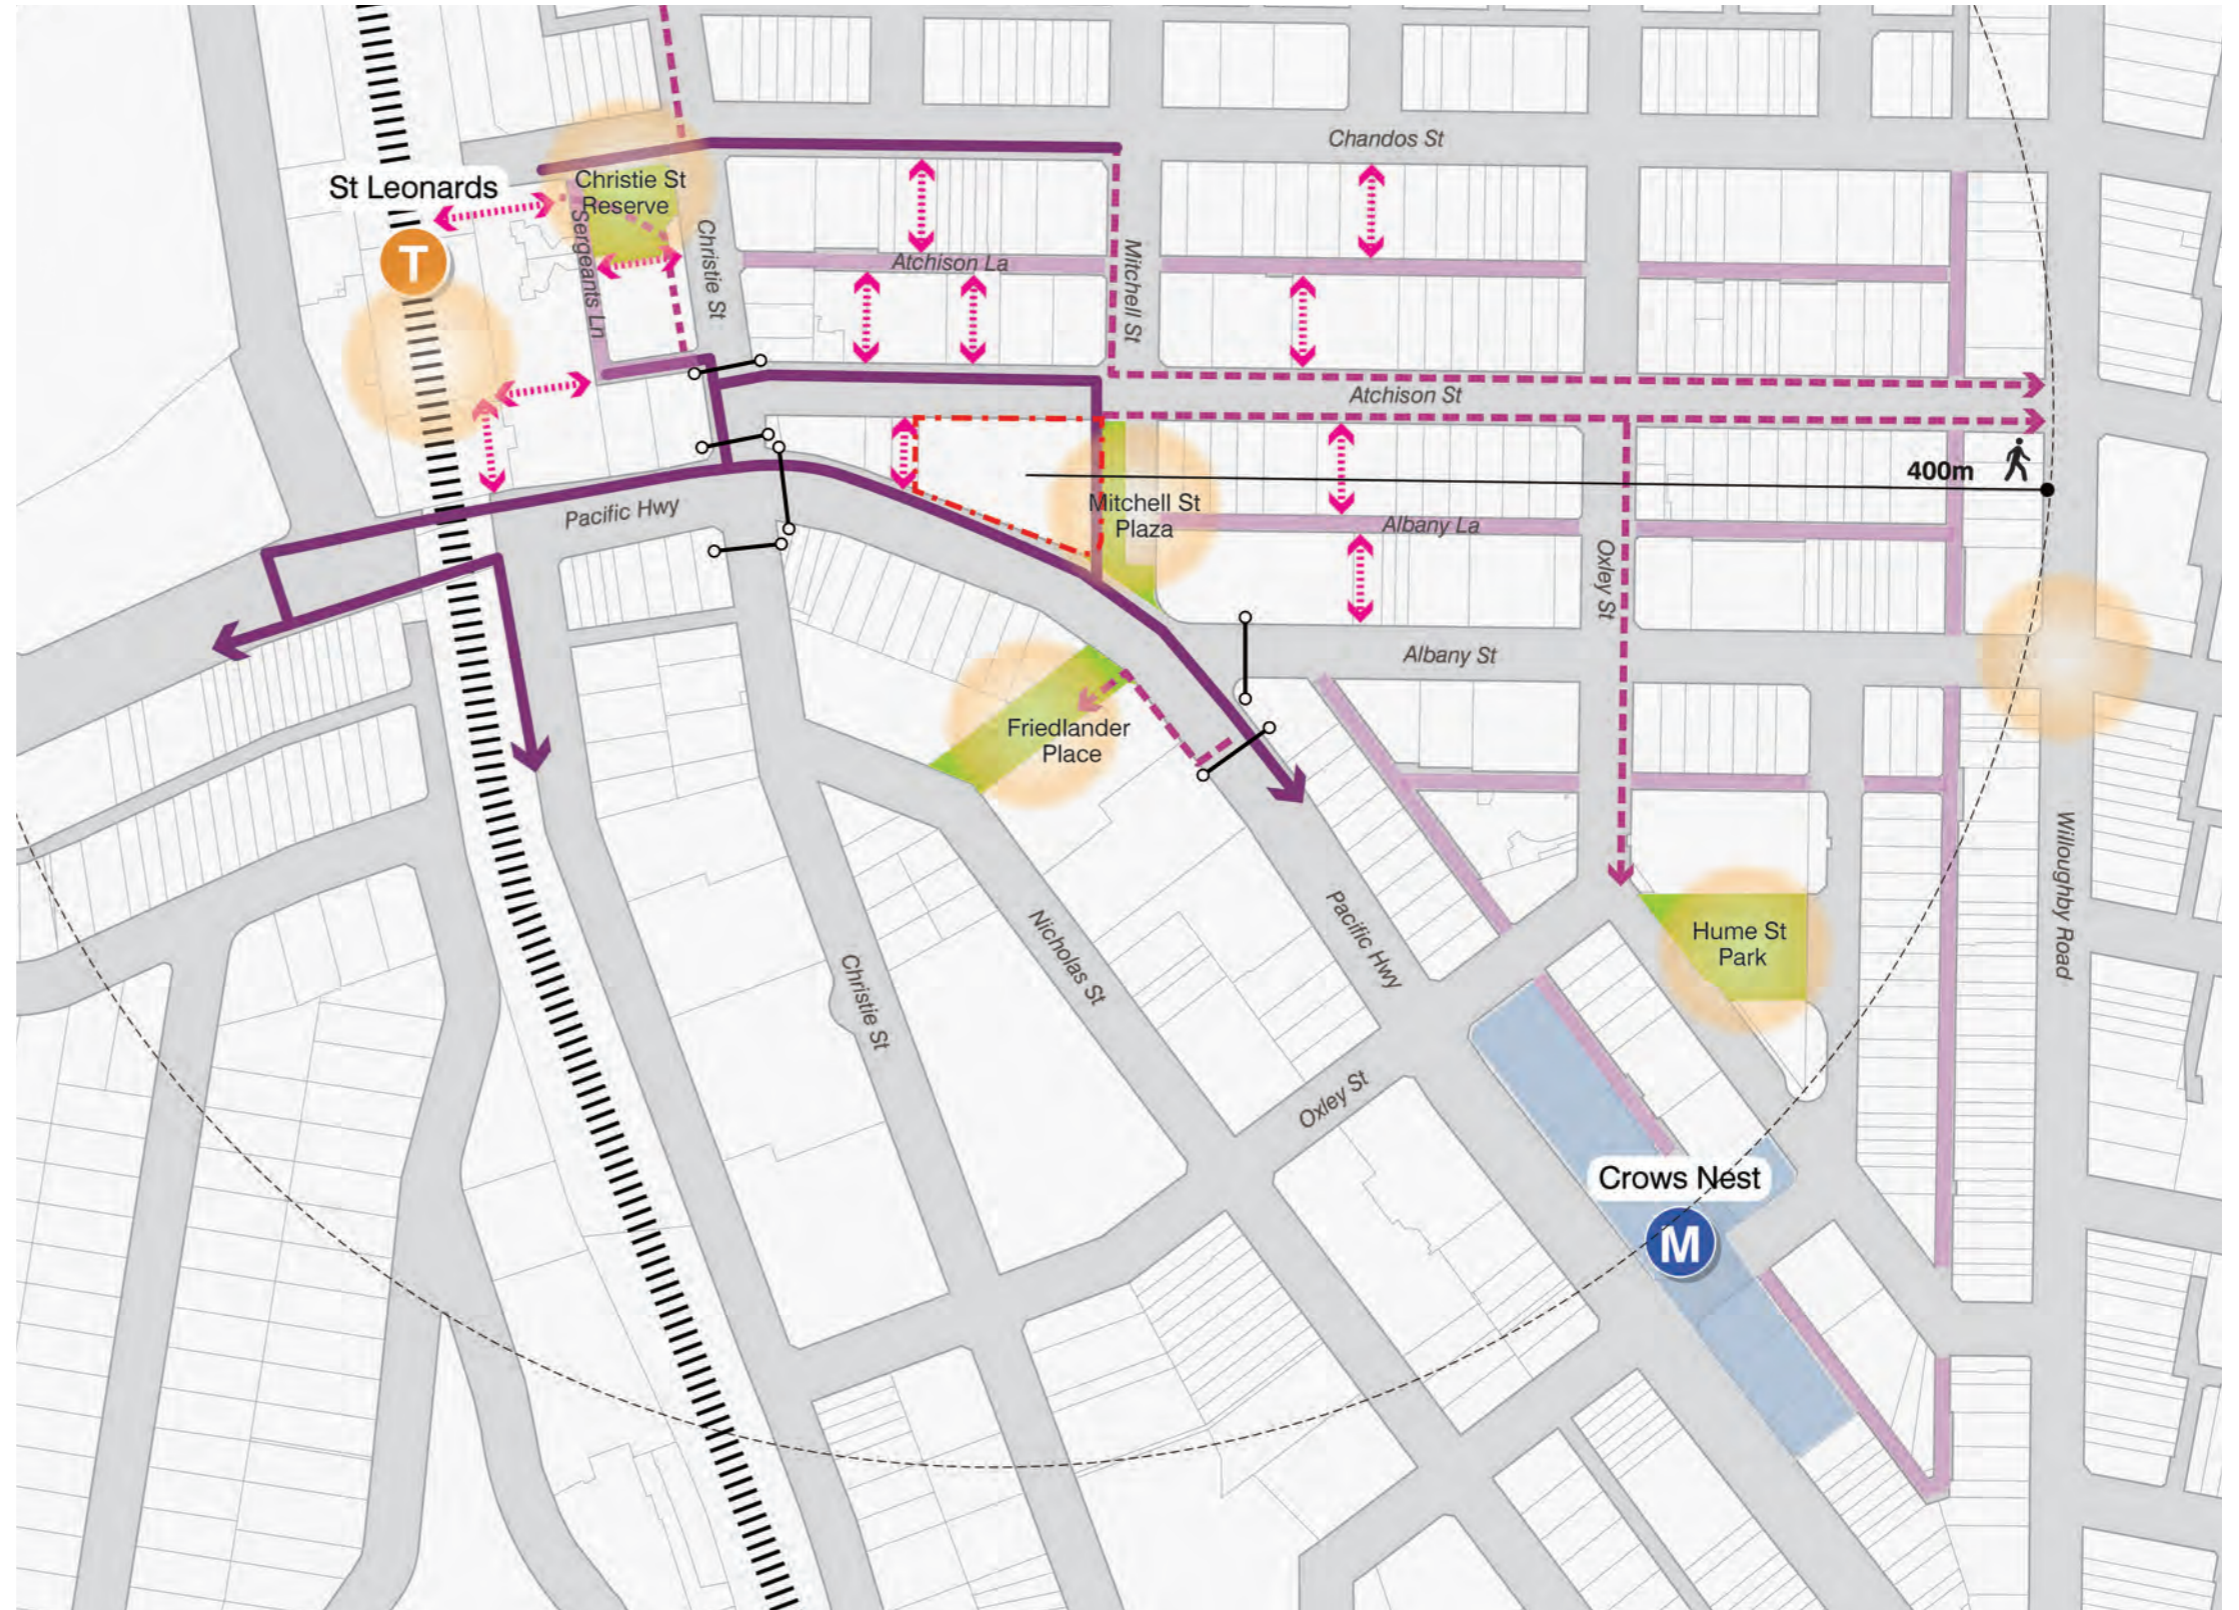 Chandos St
St Leonards
Christie St
Reserve
Sergeants Ln
T
Christie St
Atchison La
Mitchell St
Atchison St
400m
Pacific Hwy
Mitchell St
Plaza
Albany La
Oxley St
Albany St
Friedlander
Place
Willoughby Road
Pacific Hwy
Nicholas St
Christie St
Hume St
Park
Oxley St
Crows Nest
M